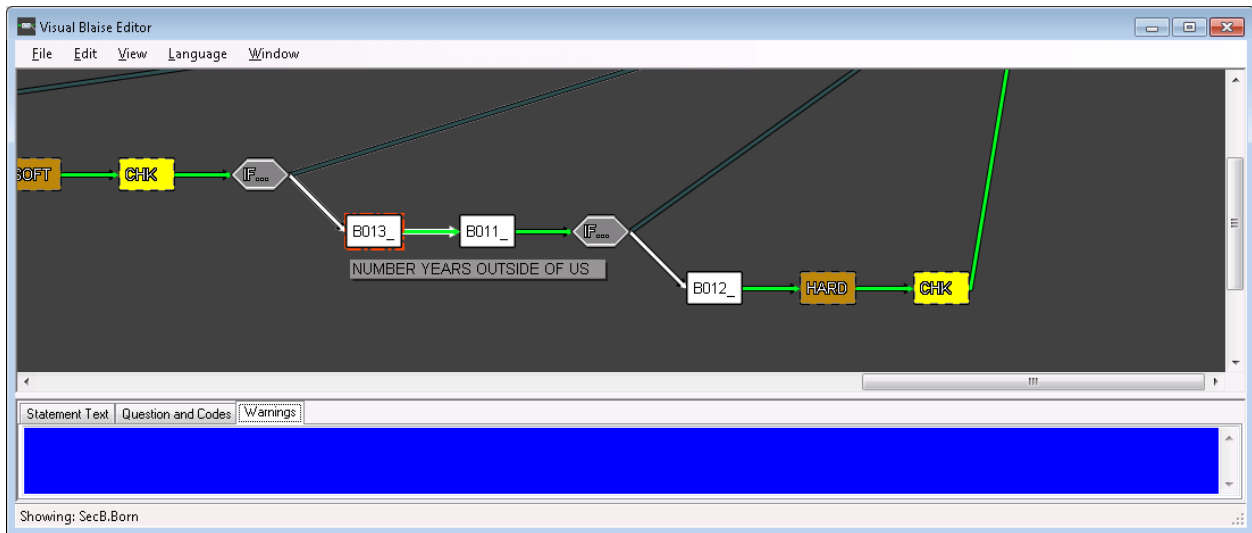 Visual Blaise Editor
File Edit View Language Window
SOFT CHK IF...
B013_ B011_ IF...
NUMBER YEARS OUTSIDE OF US
B012_ HARD CHK
Statement Text Question and Codes Warnings
Showing: SecB.Born